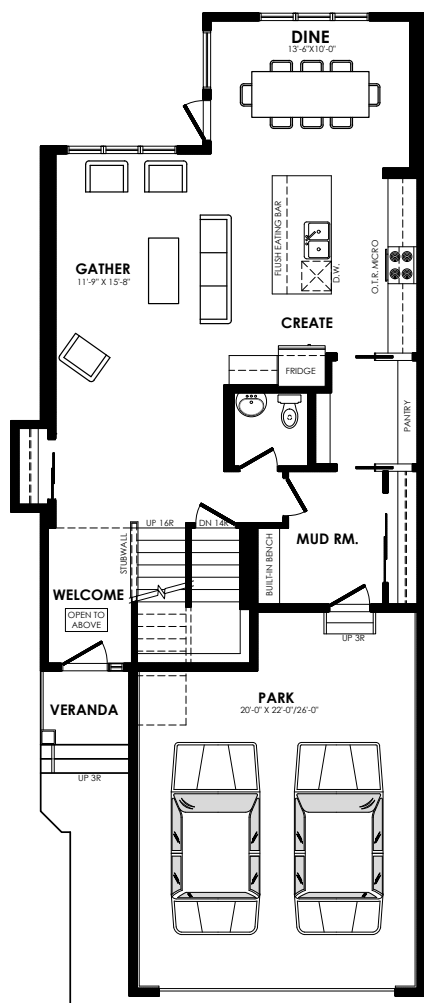 DINE
13'-6"X10'-0"
FLUSH EATING BAR
D.W.
O.T.R. MICRO
GATHER
11'-9" X 15'-8"
CREATE
FRIDGE
PANTRY
UP 16R
DN 14R
STUBWALL
MUD RM.
BUILT-IN BENCH
WELCOME
OPEN TO
ABOVE
UP 3R
VERANDA
PARK
20'-0" X 22'-0"/26'-0"
UP 3R